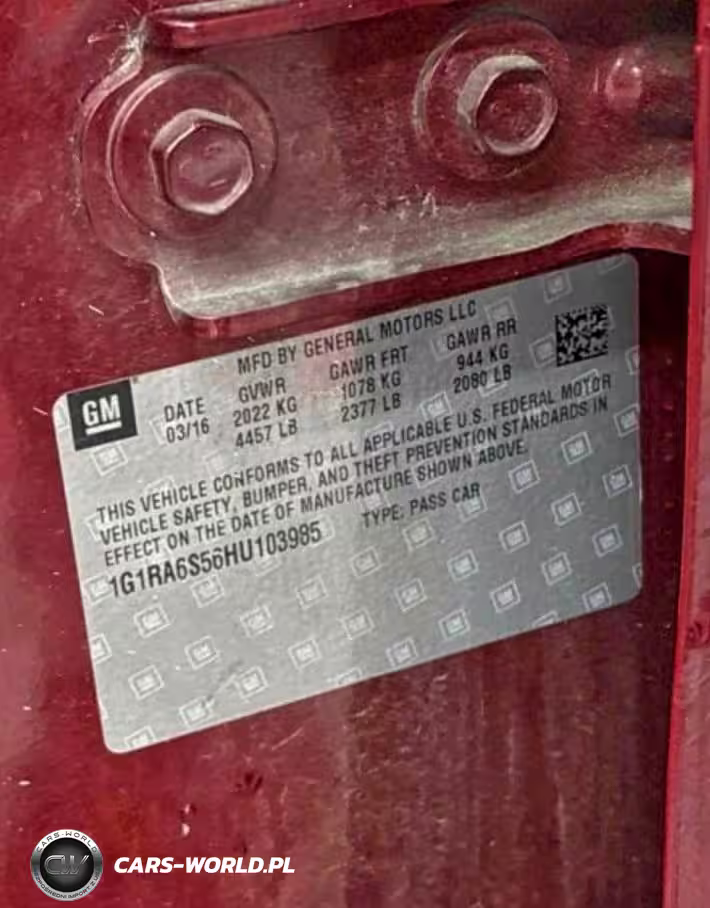 MFD BY GENERAL MOTORS LLC
GM
DATE GVWR GAWR FRT GAWR RR
03/16 2022 KG 1078 KG 944 KG
4457 LB 2377 LB 2080 LB
THIS VEHICLE CONFORMS TO ALL APPLICABLE U.S. FEDERAL MOTOR
VEHICLE SAFETY, BUMPER, AND THEFT PREVENTION STANDARDS IN
EFFECT ON THE DATE OF MANUFACTURE SHOWN ABOVE.
1G1RA6S56HU103985 TYPE: PASS CAR
CARS-WORLD
CW
CARS-WORLD.PL